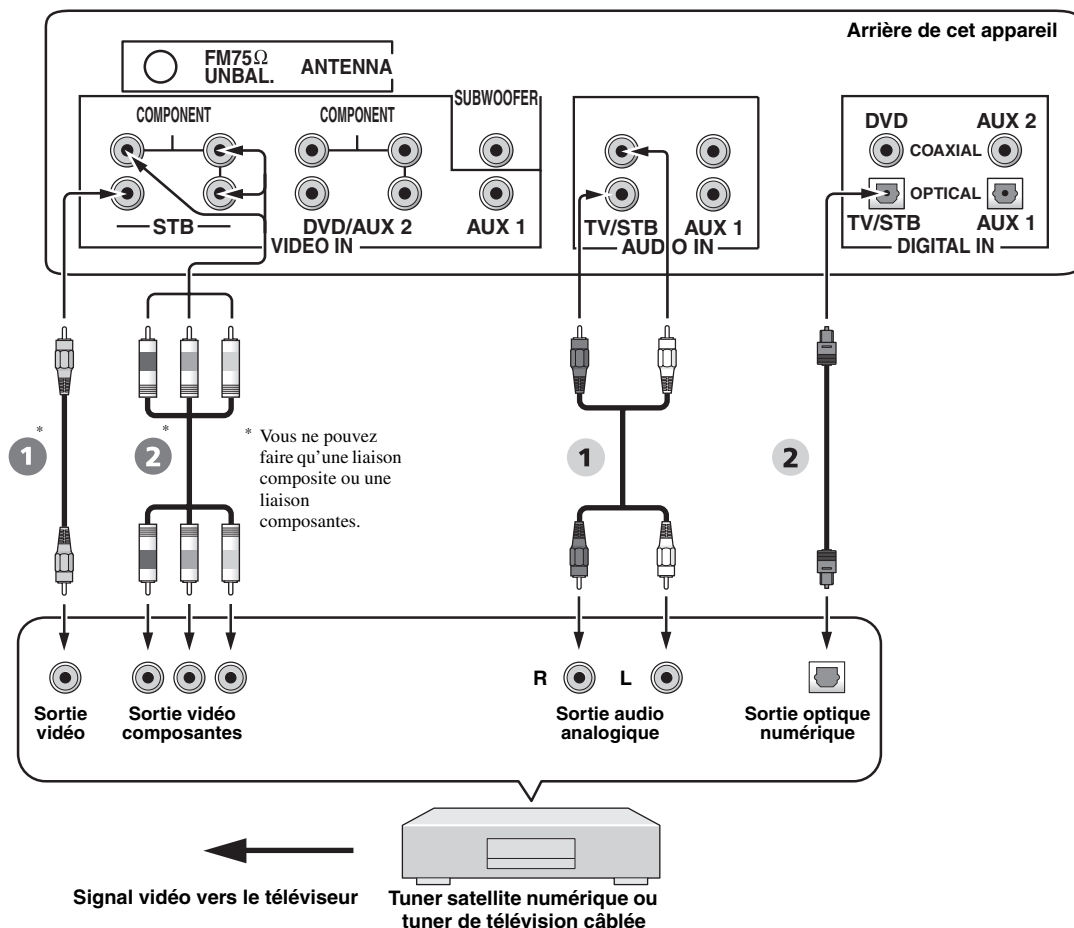 Arrière de cet appareil
FM75Ω
UNBAL.
ANTENNA
COMPONENT
COMPONENT
SUBWOOFER
STB
DVD/AUX 2
AUX 1
VIDEO IN
TV/STB
AUX 1
AUDIO IN
DVD
AUX 2
COAXIAL
OPTICAL
TV/STB
AUX 1
DIGITAL IN
1*
2*
* Vous ne pouvez
faire qu'une liaison
composite ou une
liaison
composantes.
1
2
R
L
Sortie
vidéo
Sortie vidéo
composantes
Sortie audio
analogique
Sortie optique
numérique
Signal vidéo vers le téléviseur
Tuner satellite numérique ou
tuner de télévision câblée